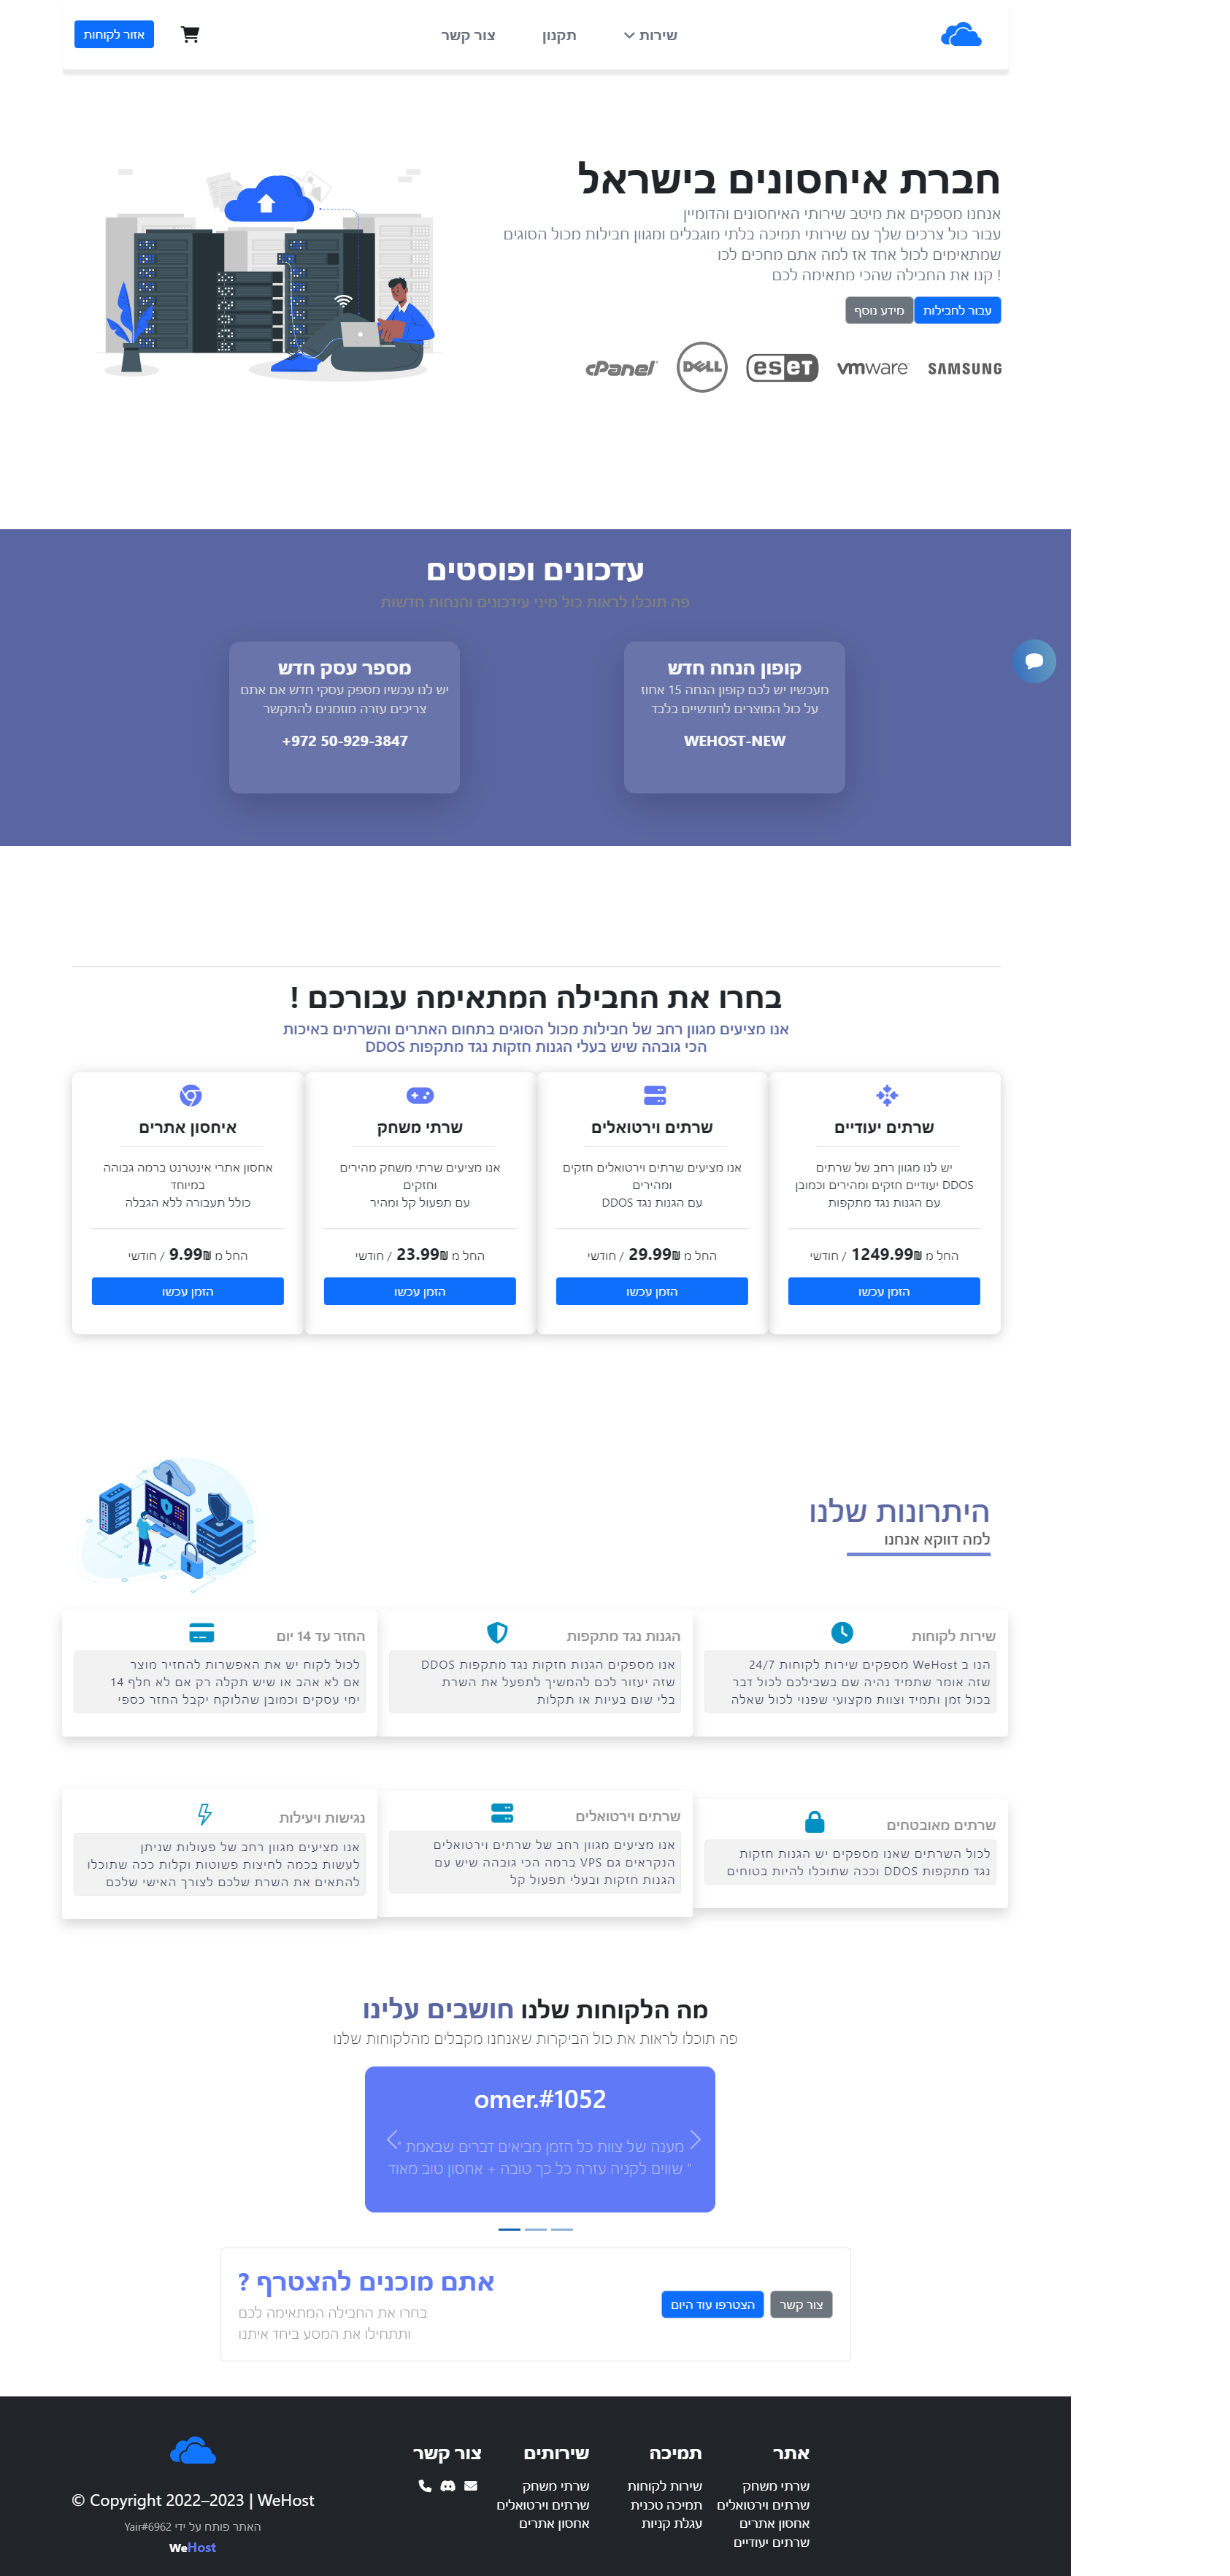 שירות
תקנון
צור קשר
אזור לקוחות
חברת איחסונים בישראל
אנחנו מספקים את מיטב שירותי האיחסונים והדומיין
עבור כול צרכים שלך עם שירותי תמיכה בלתי מוגבלים ומגוון חבילות מכול הסוגים
שמתאימים לכול אחד אז למה אתם מחכים לכו
! קנו את החבילה שהכי מתאימה לכם
עבור לחבילות
מידע נוסף
SAMSUNG
vmware
eseT
DELL
cPanel
עדכונים ופוסטים
פה תוכלו לראות כול מיני עידכונים והנחות חדשות
קופון הנחה חדש
מעכשיו יש לכם קופון הנחה 15 אחוז
על כול המוצרים לחודשיים בלבד
WEHOST-NEW
מספר עסק חדש
יש לנו עכשיו מספק עסקי חדש אם אתם
צריכים עזרה מוזמנים להתקשר
+972 50-929-3847
בחרו את החבילה המתאימה עבורכם !
אנו מציעים מגוון רחב של חבילות מכול הסוגים בתחום האתרים והשרתים באיכות
הכי גובהה שיש בעלי הגנות חזקות נגד מתקפות DDOS
שרתים יעודיים
יש לנו מגוון רחב של שרתים
יעודיים חזקים ומהירים וכמובן DDOS
עם הגנות נגד מתקפות
החל מ ₪1249.99 / חודשי
הזמן עכשו
שרתים וירטואלים
אנו מציעים שרתים וירטואלים חזקים
ומהירים
עם הגנות נגד DDOS
החל מ ₪29.99 / חודשי
הזמן עכשו
שרתי משחק
אנו מציעים שרתי משחק מהירים
וחזקים
עם תפעול קל ומהיר
החל מ ₪23.99 / חודשי
הזמן עכשו
איחסון אתרים
אחסון אתרי אינטרנט ברמה גבוהה
במיוחד
כולל תעבורה ללא הגבלה
החל מ ₪9.99 / חודשי
הזמן עכשו
היתרונות שלנו
למה דווקא אנחנו
שירות לקוחות
הנו ב WeHost מספקים שירות לקוחות 24/7
שזה אומר שתמיד נהיה שם בשבילכם לכול דבר
בכול זמן ותמיד וצוות מקצועי שפנוי לכול שאלה
הגנות נגד מתקפות
אנו מספקים הגנות חזקות נגד מתקפות DDOS
שזה יעזור לכם להמשיך לתפעל את השרת
בלי שום בעיות או תקלות
החזר עד 14 יום
לכול לקוח יש את האפשרות להחזיר מוצר
אם לא אהב או שיש תקלה רק אם לא חלף 14
ימי עסקים וכמובן שהלוקח יקבל החזר כספי
שרתים מאובטחים
לכול השרתים שאנו מספקים יש הגנות חזקות
נגד מתקפות DDOS וככה שתוכלו להיות בטוחים
שרתים וירטואלים
אנו מציעים מגוון רחב של שרתים וירטואלים
הנקראים גם VPS ברמה הכי גובהה שיש עם
הגנות חזקות ובעלי תפעול קל
נגישות ויעילות
אנו מציעים מגוון רחב של פעולות שניתן
לעשות בכמה לחיצות פשוטות וקלות ככה שתוכלו
להתאים את השרת שלכם לצורך האישי שלכם
מה הלקוחות שלנו חושבים עלינו
פה תוכלו לראות את כול הביקרות שאנחנו מקבלים מהלקוחות שלנו
omer.#1052
מענה של צוות כל הזמן מביאים דברים שבאמת "
" שווים לקניה עזרה כל כך טובה + אחסון טוב מאוד
אתם מוכנים להצטרף ?
בחרו את החבילה המתאימה לכם
ותתחילו את המסע ביחד איתנו
צור קשר
הצטרפו עוד היום
אתר
שרתי משחק
שרתים וירטואלים
אחסון אתרים
שרתים יעודיים
תמיכה
שירות לקוחות
תמיכה טכנית
עגלת קניות
שירותים
שרתי משחק
שרתים וירטואלים
אחסון אתרים
צור קשר
© Copyright 2022–2023 | WeHost
האתר פותח על ידי Yair#6962
WeHost